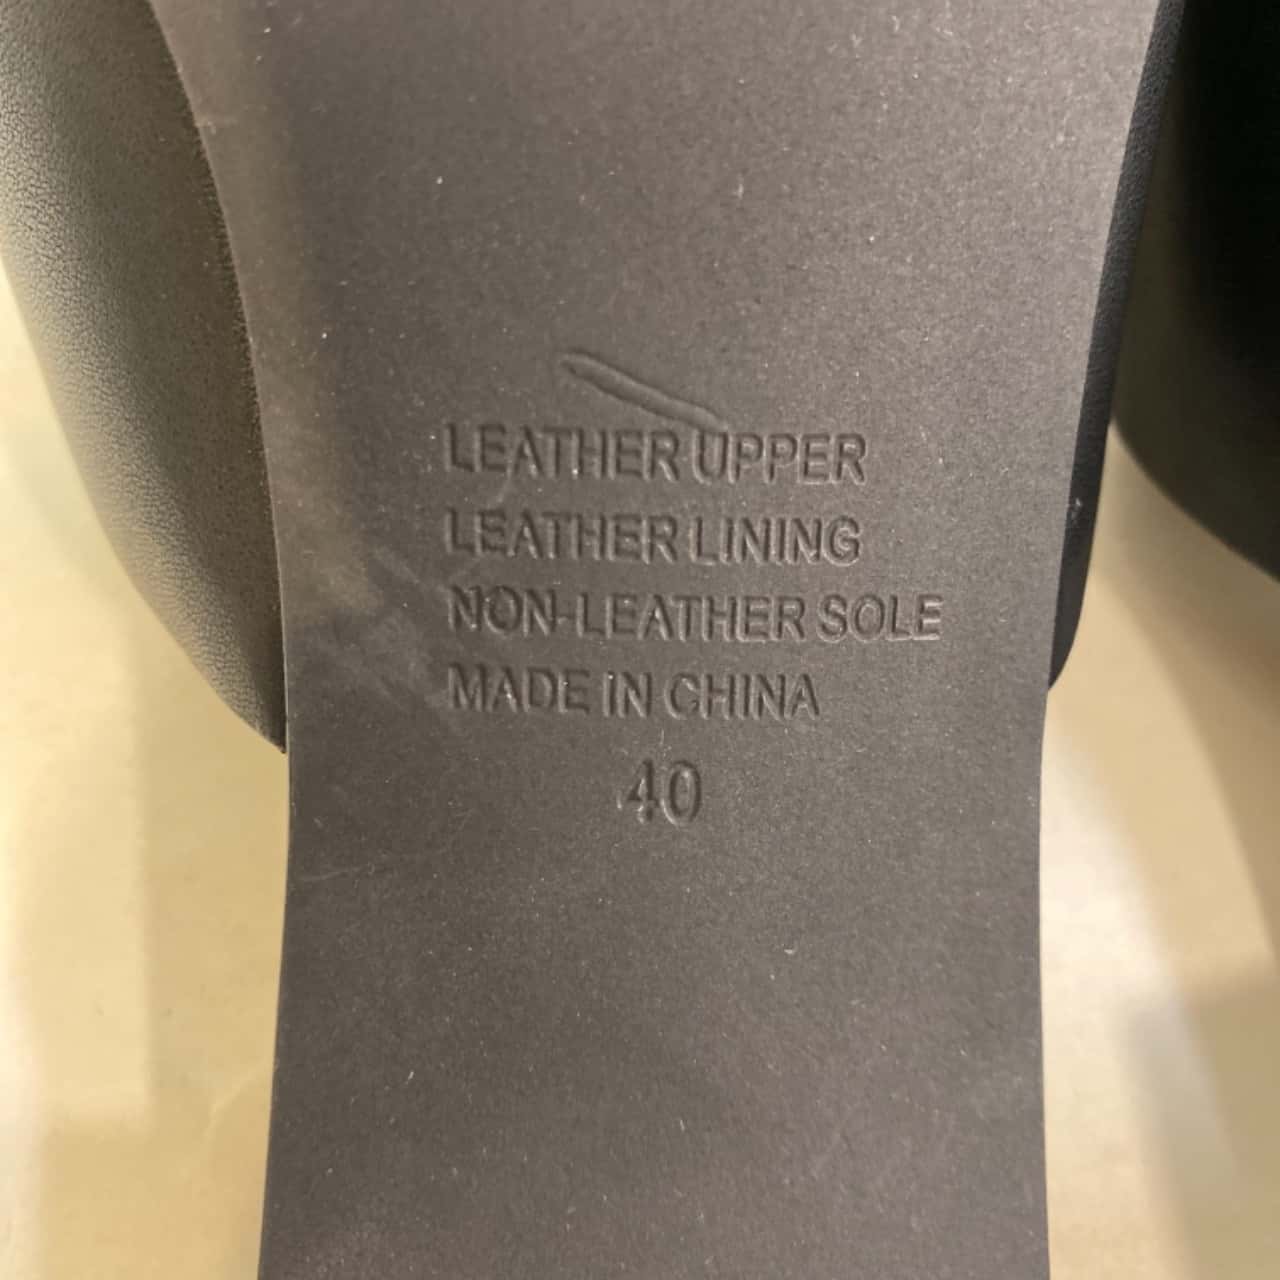 LEATHER UPPER
LEATHER LINING
NON-LEATHER SOLE
MADE IN CHINA
40